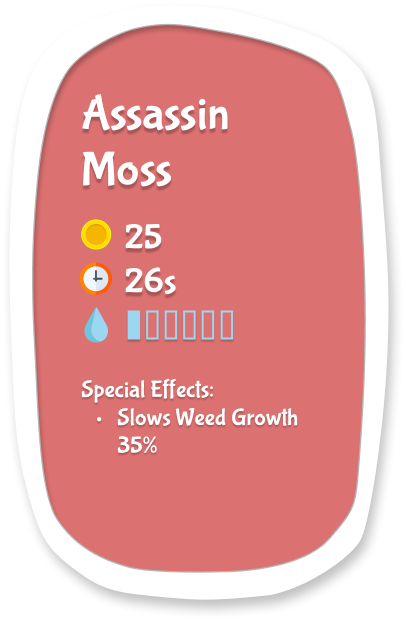 Assassin
Moss
25
26s
Special Effects:
• Slows Weed Growth
35%